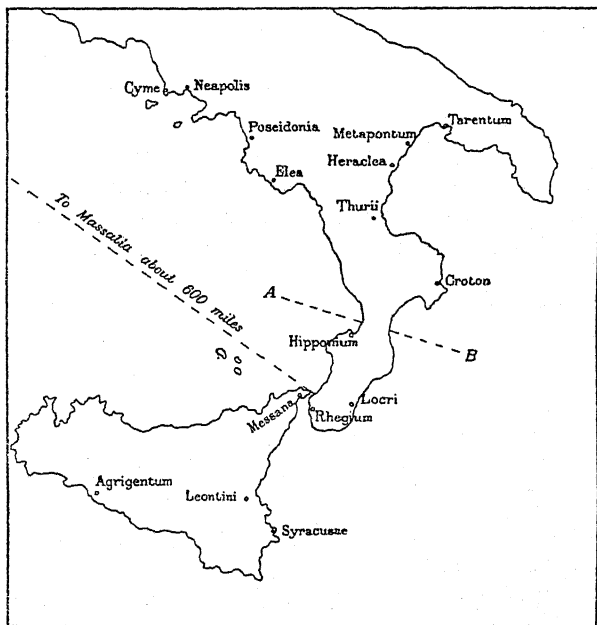 Cyme
Neapolis
Poseidonia
Tarentum
Metapontum
Heraclea
Elea
Thurii
To Massalia about 600 miles
A
Croton
Hipponium
B
Messana
Locri
Rhegium
Agrigentum
Leontini
Syracusae